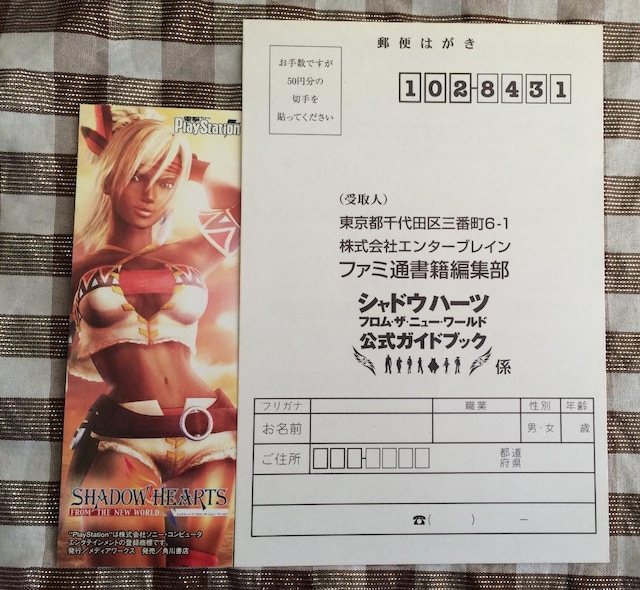 電撃
PlayStation
SHADOW HEARTS
FROM THE NEW WORLD
"PlayStation"は株式会社ソニー・コンピュータ
エンタテインメントの登録商標です。
発行／メディアワークス 発売／角川書店
郵便はがき
お手数ですが
50円分の
切手を
貼ってください
102-8431
（受取人）
東京都千代田区三番町6-1
株式会社エンターブレイン
ファミ通書籍編集部
シャドウハーツ
フロム・ザ・ニュー・ワールド
公式ガイドブック
係
フリガナ 職業 性別 年齢
お名前 男・女 歳
ご住所 都道
府県
☎( ) －